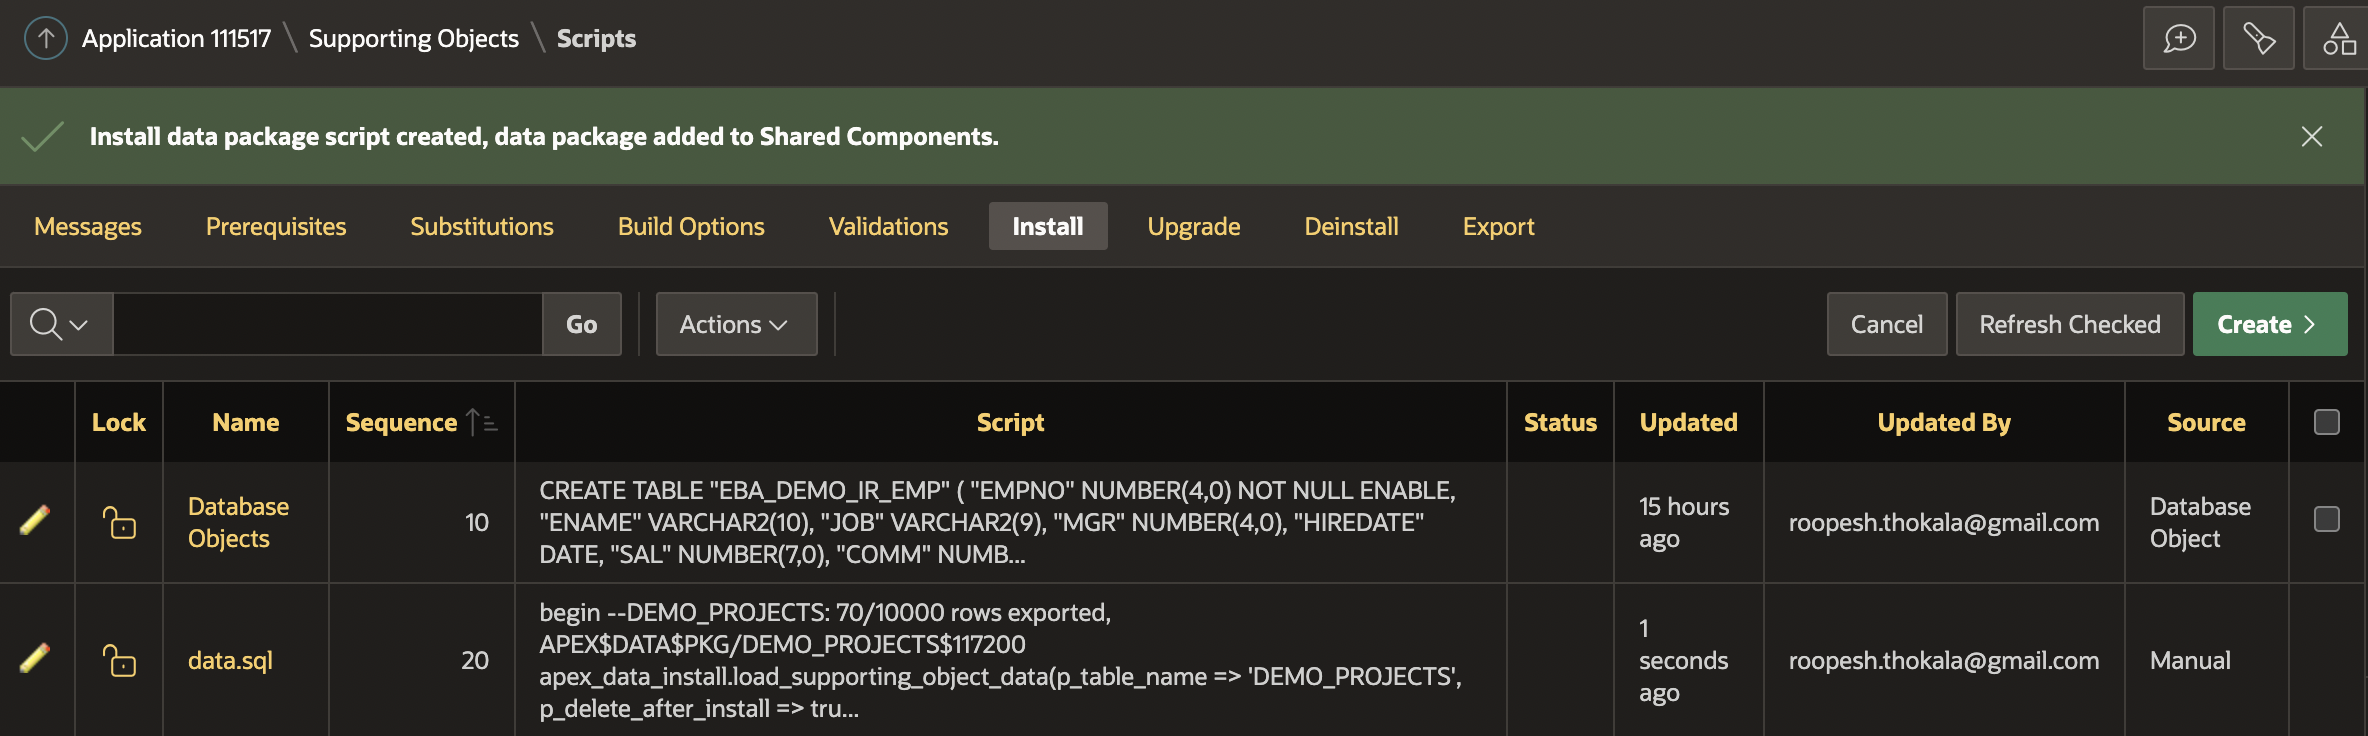 Application 111517 \ Supporting Objects \ Scripts
Install data package script created, data package added to Shared Components.
Messages Prerequisites Substitutions Build Options Validations Install Upgrade Deinstall Export
Go Actions Cancel Refresh Checked Create
Lock Name Sequence Script Status Updated Updated By Source
Database Objects
10
CREATE TABLE "EBA_DEMO_IR_EMP" ( "EMPNO" NUMBER(4,0) NOT NULL ENABLE,
"ENAME" VARCHAR2(10), "JOB" VARCHAR2(9), "MGR" NUMBER(4,0), "HIREDATE"
DATE, "SAL" NUMBER(7,0), "COMM" NUMB...
15 hours
ago
roopesh.thokala@gmail.com
Database
Object
data.sql
20
begin --DEMO_PROJECTS: 70/10000 rows exported,
APEX$DATA$PKG/DEMO_PROJECTS$117200
apex_data_install.load_supporting_object_data(p_table_name => 'DEMO_PROJECTS',
p_delete_after_install => tru...
1
seconds
ago
roopesh.thokala@gmail.com
Manual